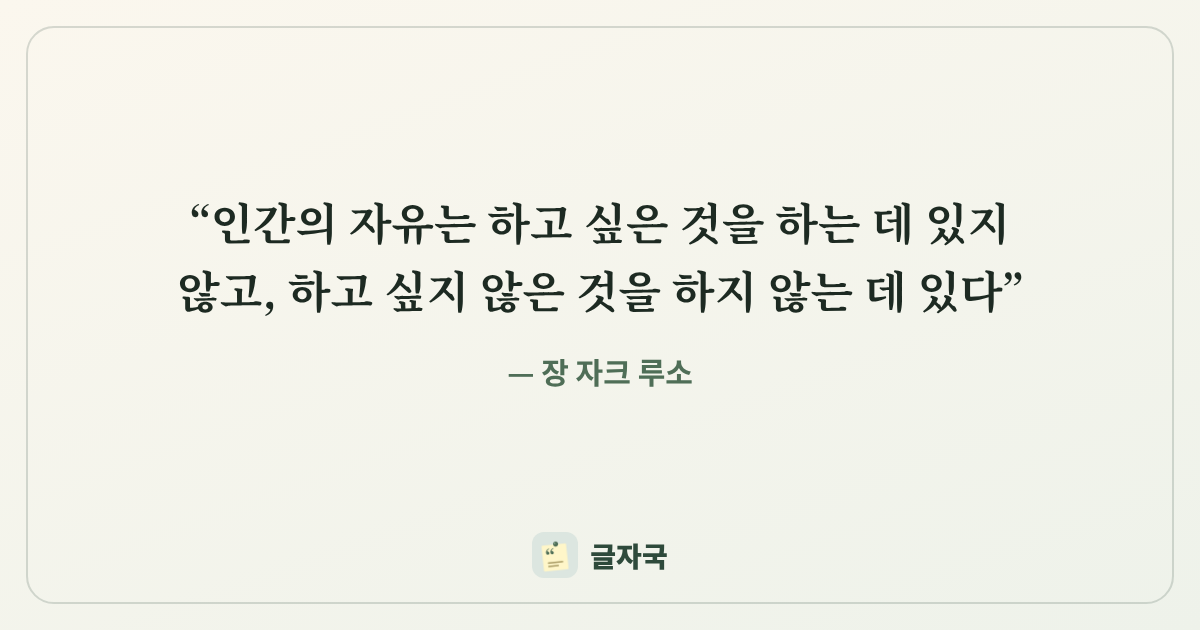 “인간의 자유는 하고 싶은 것을 하는 데 있지
않고, 하고 싶지 않은 것을 하지 않는 데 있다”
— 장 자크 루소
글자국